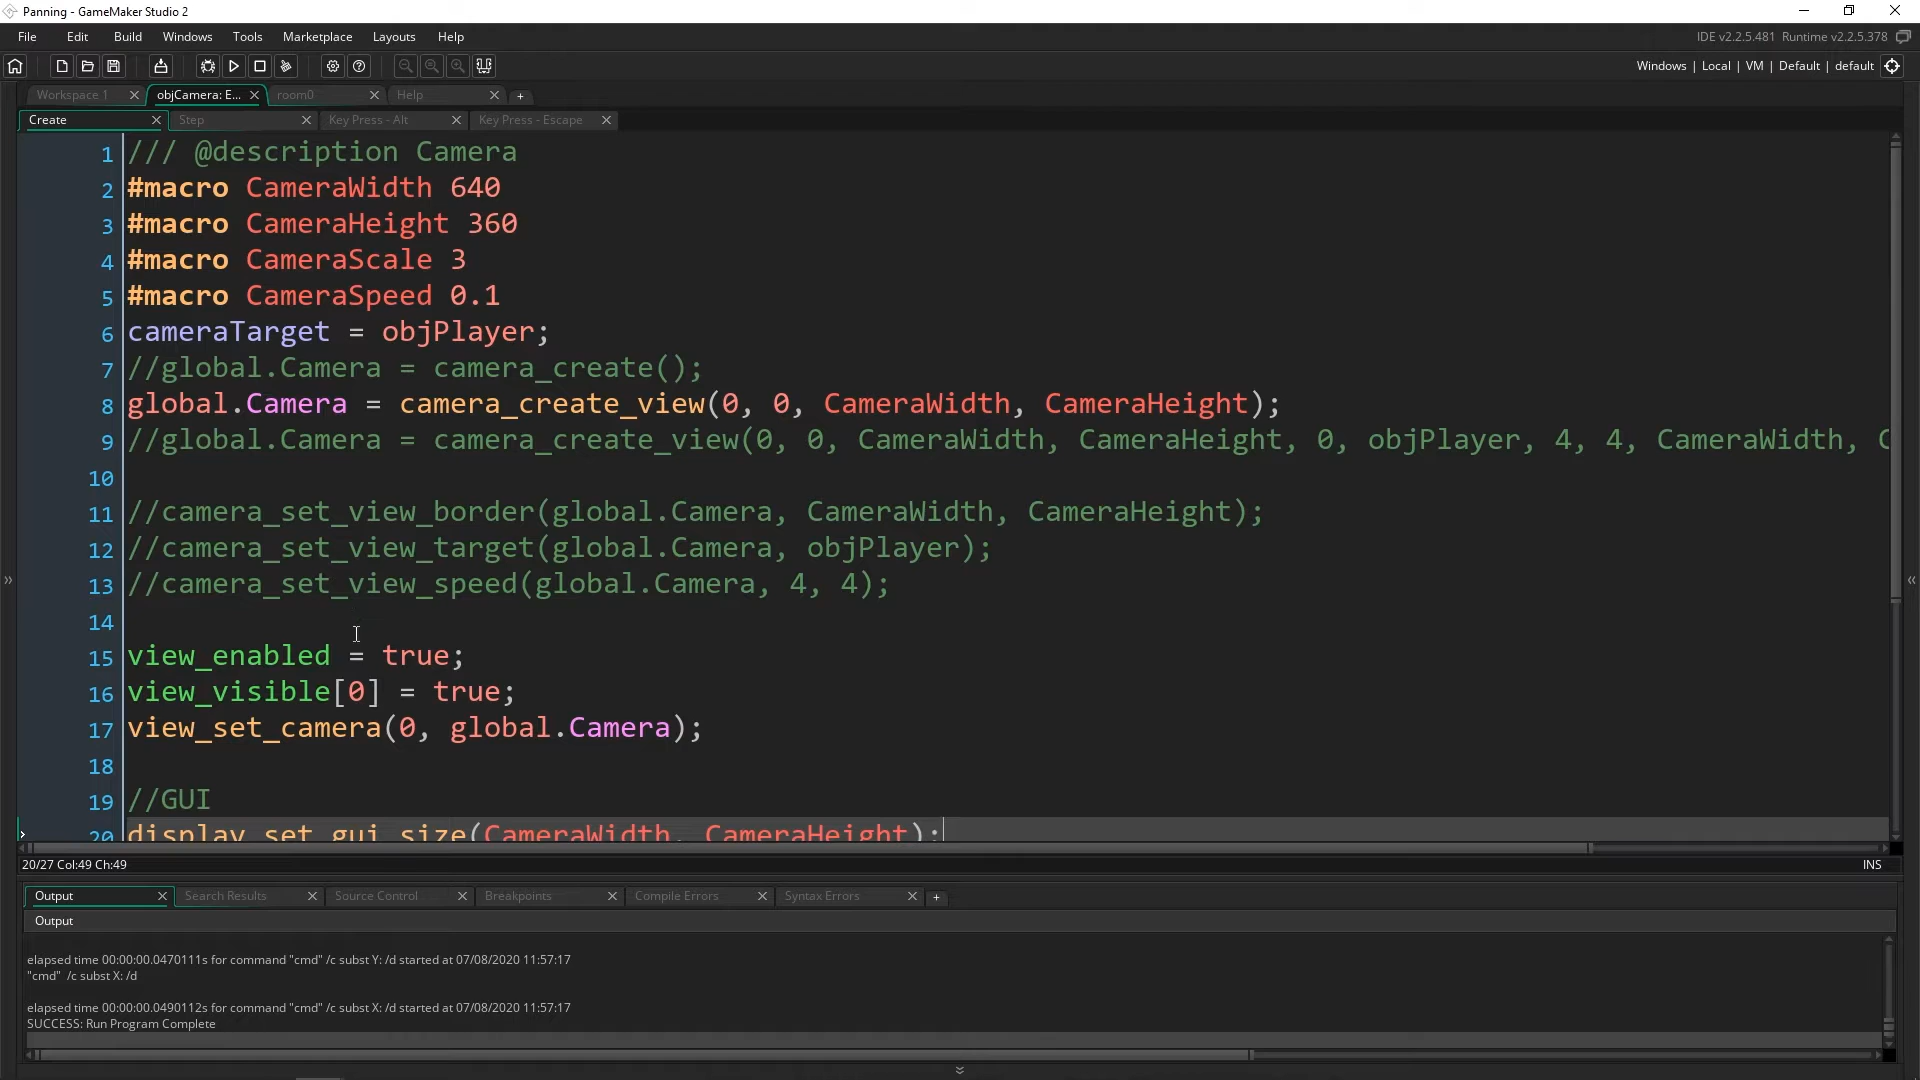 Panning - GameMaker Studio 2
File Edit Build Windows Tools Marketplace Layouts Help
IDE v2.2.5.481 Runtime v2.2.5.378
Windows | Local | VM | Default | default
Workspace 1 objCamera: E... room0 Help
Create Step Key Press - Alt Key Press - Escape
1 /// @description Camera
2 #macro CameraWidth 640
3 #macro CameraHeight 360
4 #macro CameraScale 3
5 #macro CameraSpeed 0.1
6 cameraTarget = objPlayer;
7 //global.Camera = camera_create();
8 global.Camera = camera_create_view(0, 0, CameraWidth, CameraHeight);
9 //global.Camera = camera_create_view(0, 0, CameraWidth, CameraHeight, 0, objPlayer, 4, 4, CameraWidth, C
10
11 //camera_set_view_border(global.Camera, CameraWidth, CameraHeight);
12 //camera_set_view_target(global.Camera, objPlayer);
13 //camera_set_view_speed(global.Camera, 4, 4);
14
15 view_enabled = true;
16 view_visible[0] = true;
17 view_set_camera(0, global.Camera);
18
19 //GUI
20 display_set_gui_size(CameraWidth, CameraHeight);
20/27 Col:49 Ch:49
INS
Output Search Results Source Control Breakpoints Compile Errors Syntax Errors
Output
elapsed time 00:00:00.0470111s for command "cmd" /c subst Y: /d started at 07/08/2020 11:57:17
"cmd" /c subst X: /d
elapsed time 00:00:00.0490112s for command "cmd" /c subst X: /d started at 07/08/2020 11:57:17
SUCCESS: Run Program Complete